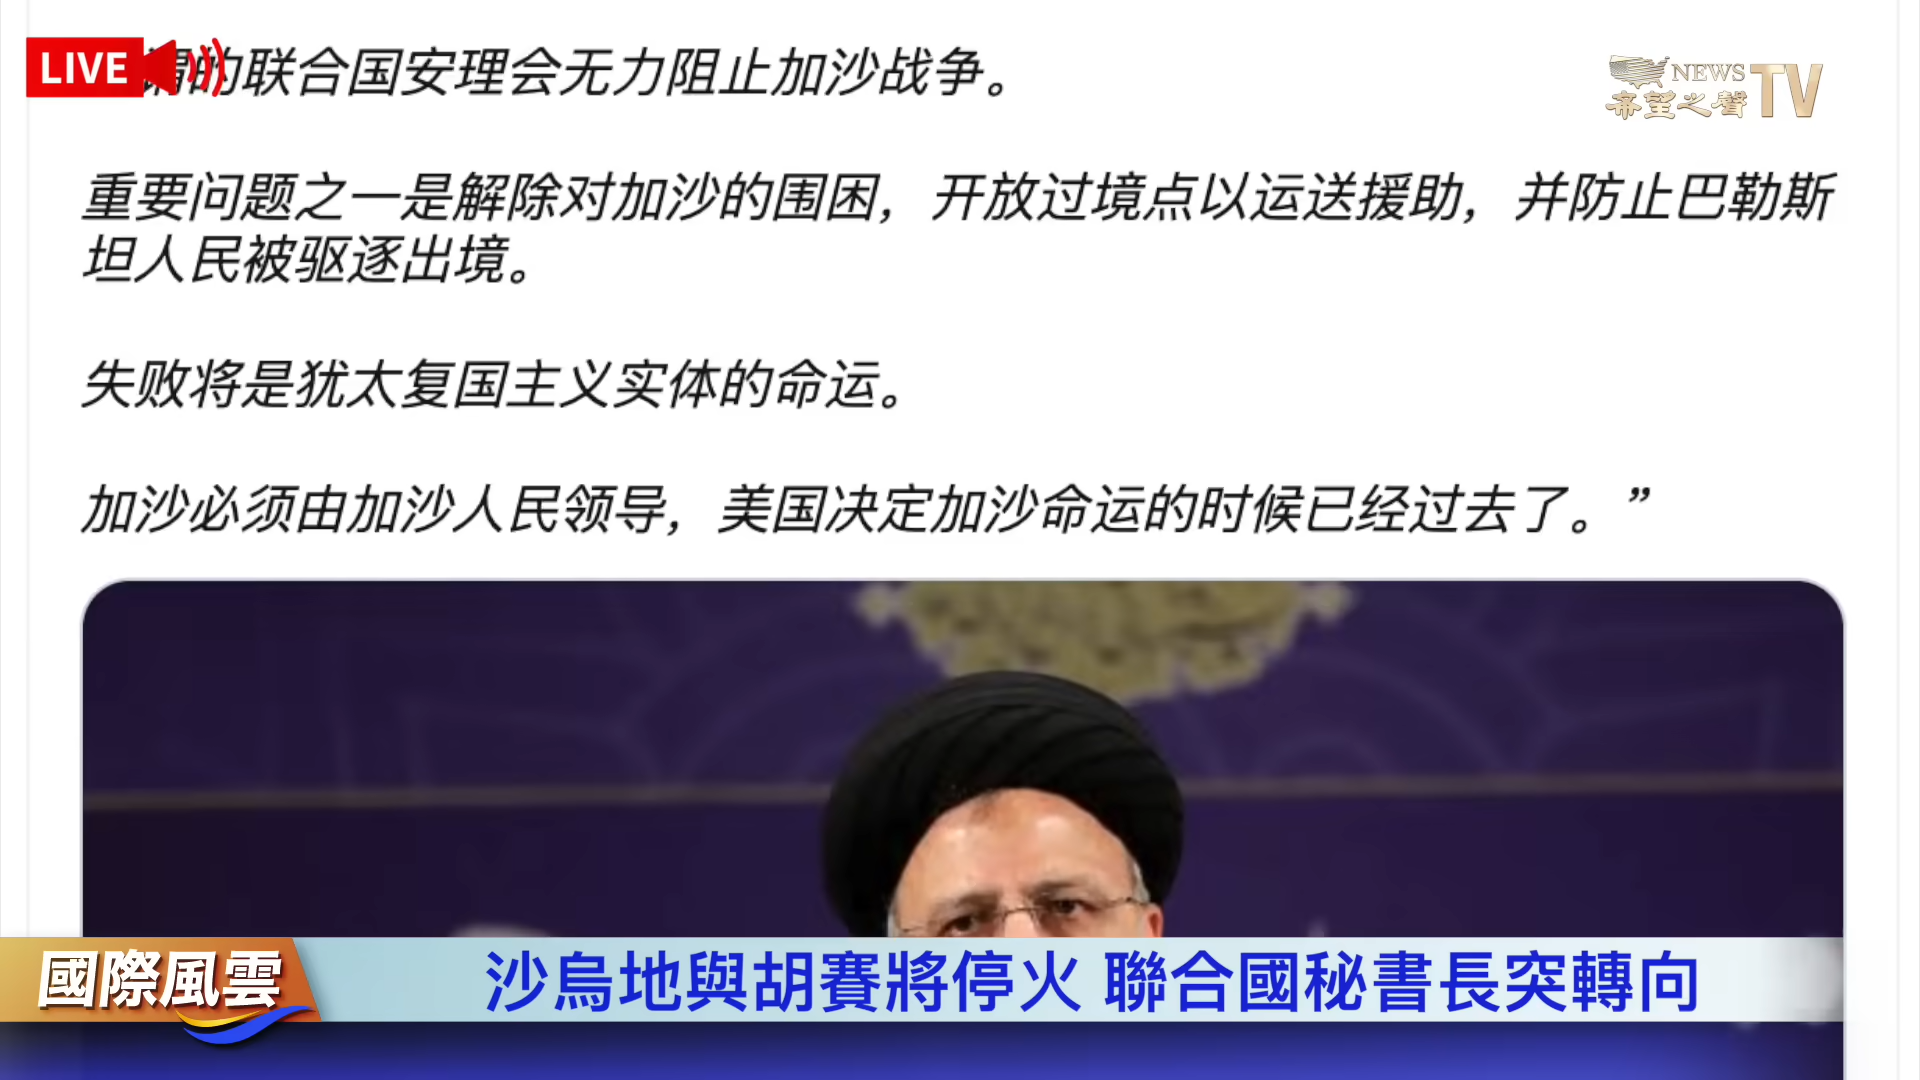 LIVE
的联合国安理会无力阻止加沙战争。
NEWS
希望之聲TV
重要问题之一是解除对加沙的围困，开放过境点以运送援助，并防止巴勒斯
坦人民被驱逐出境。
失败将是犹太复国主义实体的命运。
加沙必须由加沙人民领导，美国决定加沙命运的时候已经过去了。”
國際風雲
沙烏地與胡賽將停火 聯合國秘書長突轉向